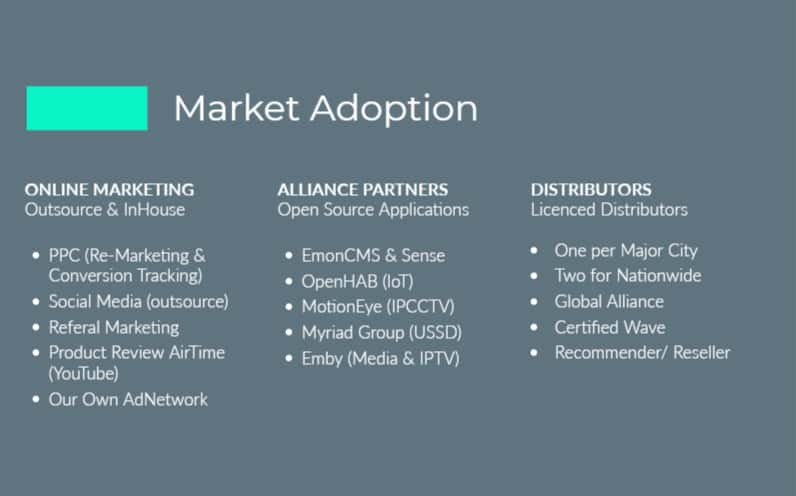 Market Adoption
ONLINE MARKETING
Outsource & InHouse
• PPC (Re-Marketing &
Conversion Tracking)
• Social Media (outsource)
• Referal Marketing
• Product Review AirTime
(YouTube)
• Our Own AdNetwork
ALLIANCE PARTNERS
Open Source Applications
• EmonCMS & Sense
• OpenHAB (IoT)
• MotionEye (IPCCTV)
• Myriad Group (USSD)
• Emby (Media & IPTV)
DISTRIBUTORS
Licenced Distributors
• One per Major City
• Two for Nationwide
• Global Alliance
• Certified Wave
• Recommender/ Reseller